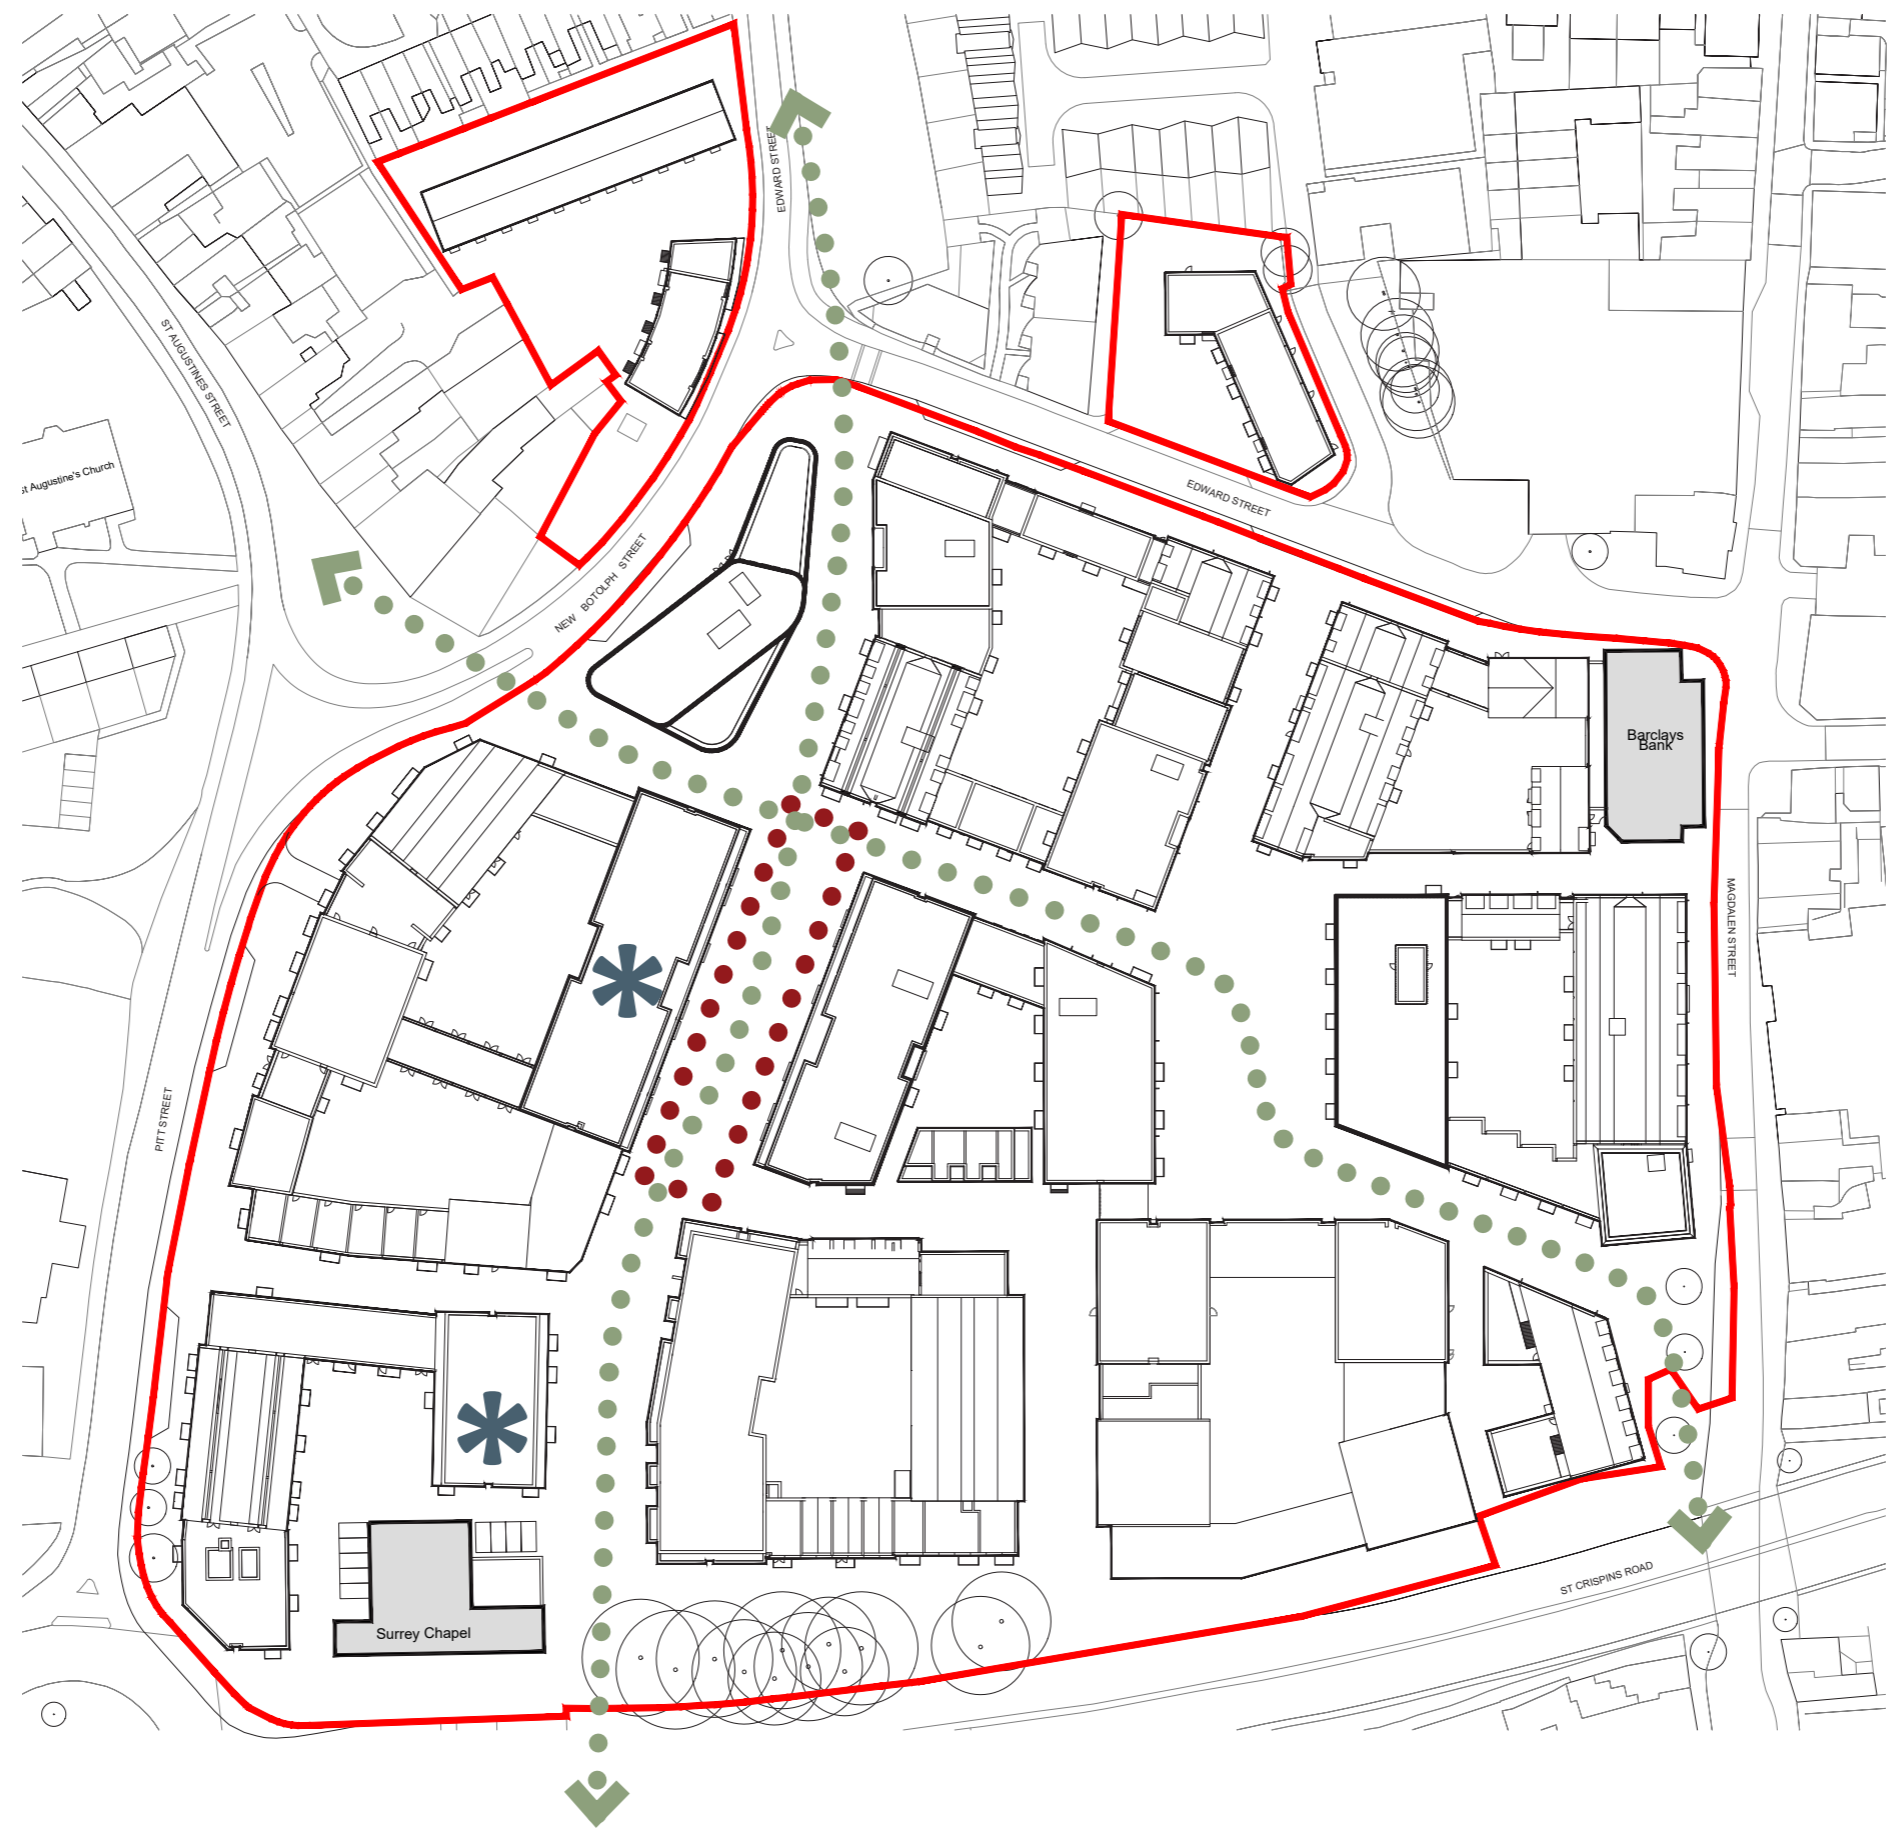 EDWARD STREET
ST AUGUSTINES STREET
St Augustine's Church
EDWARD STREET
NEW BOTOLPH STREET
Barclays
Bank
MAGDALEN STREET
PITT STREET
ST CRISPINS ROAD
Surrey Chapel